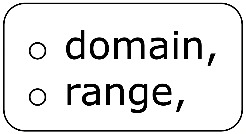 ○ domain,
○ range,